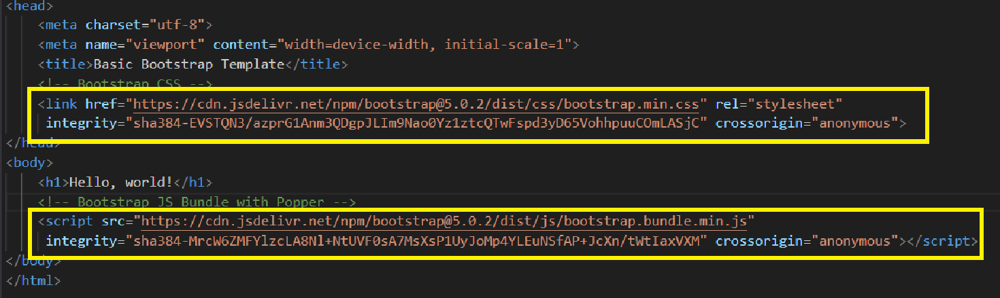 <head>
<meta charset="utf-8">
<meta name="viewport" content="width=device-width, initial-scale=1">
<title>Basic Bootstrap Template</title>
<!-- Bootstrap CSS -->
<link href="https://cdn.jsdelivr.net/npm/bootstrap@5.0.2/dist/css/bootstrap.min.css" rel="stylesheet"
integrity="sha384-EVSTQN3/azprG1Anm3QDgpJLIm9Nao0Yz1ztcQTwFspd3yD65VohhpuuCOmLASjC" crossorigin="anonymous">
</head>
<body>
<h1>Hello, world!</h1>
<!-- Bootstrap JS Bundle with Popper -->
<script src="https://cdn.jsdelivr.net/npm/bootstrap@5.0.2/dist/js/bootstrap.bundle.min.js"
integrity="sha384-MrcW6ZMFYlzcLA8Nl+NtUVF0sA7MsXsP1UyJoMp4YLEuNSfAP+JcXn/tWtIaxVXM" crossorigin="anonymous"></script>
</body>
</html>